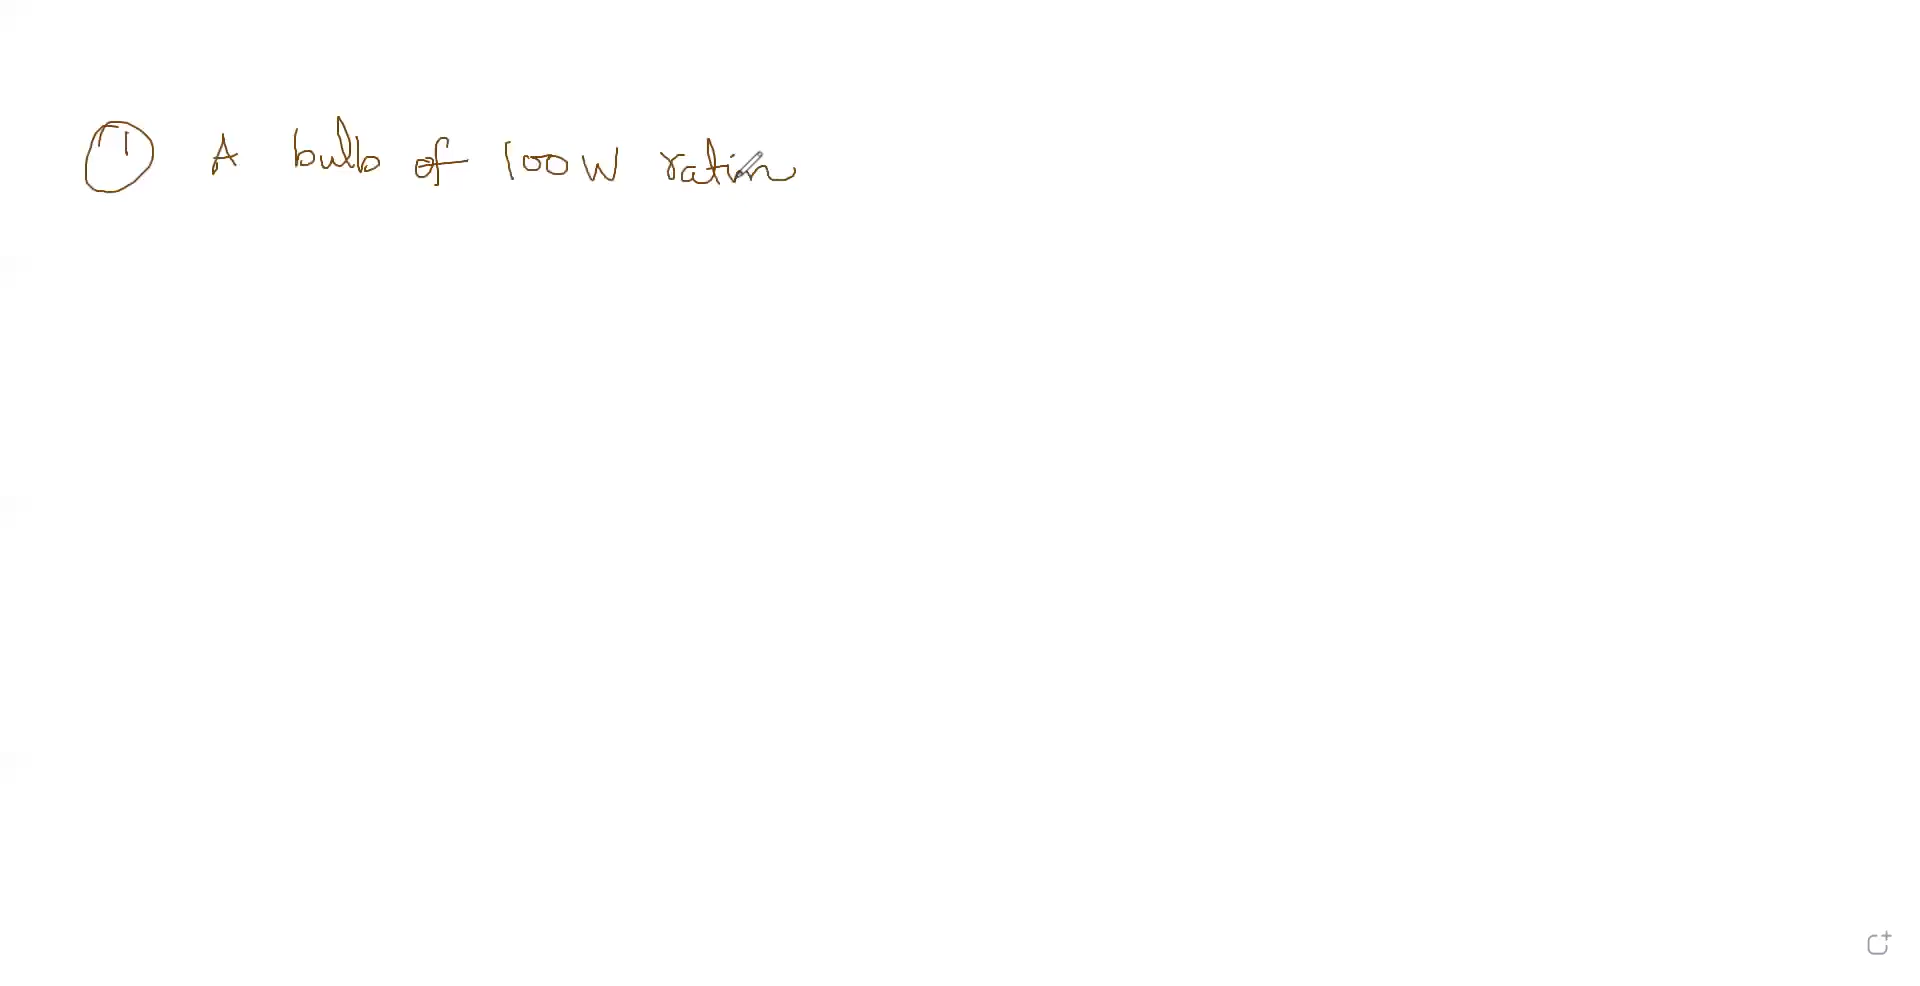 ① A bulb of 100W ratin